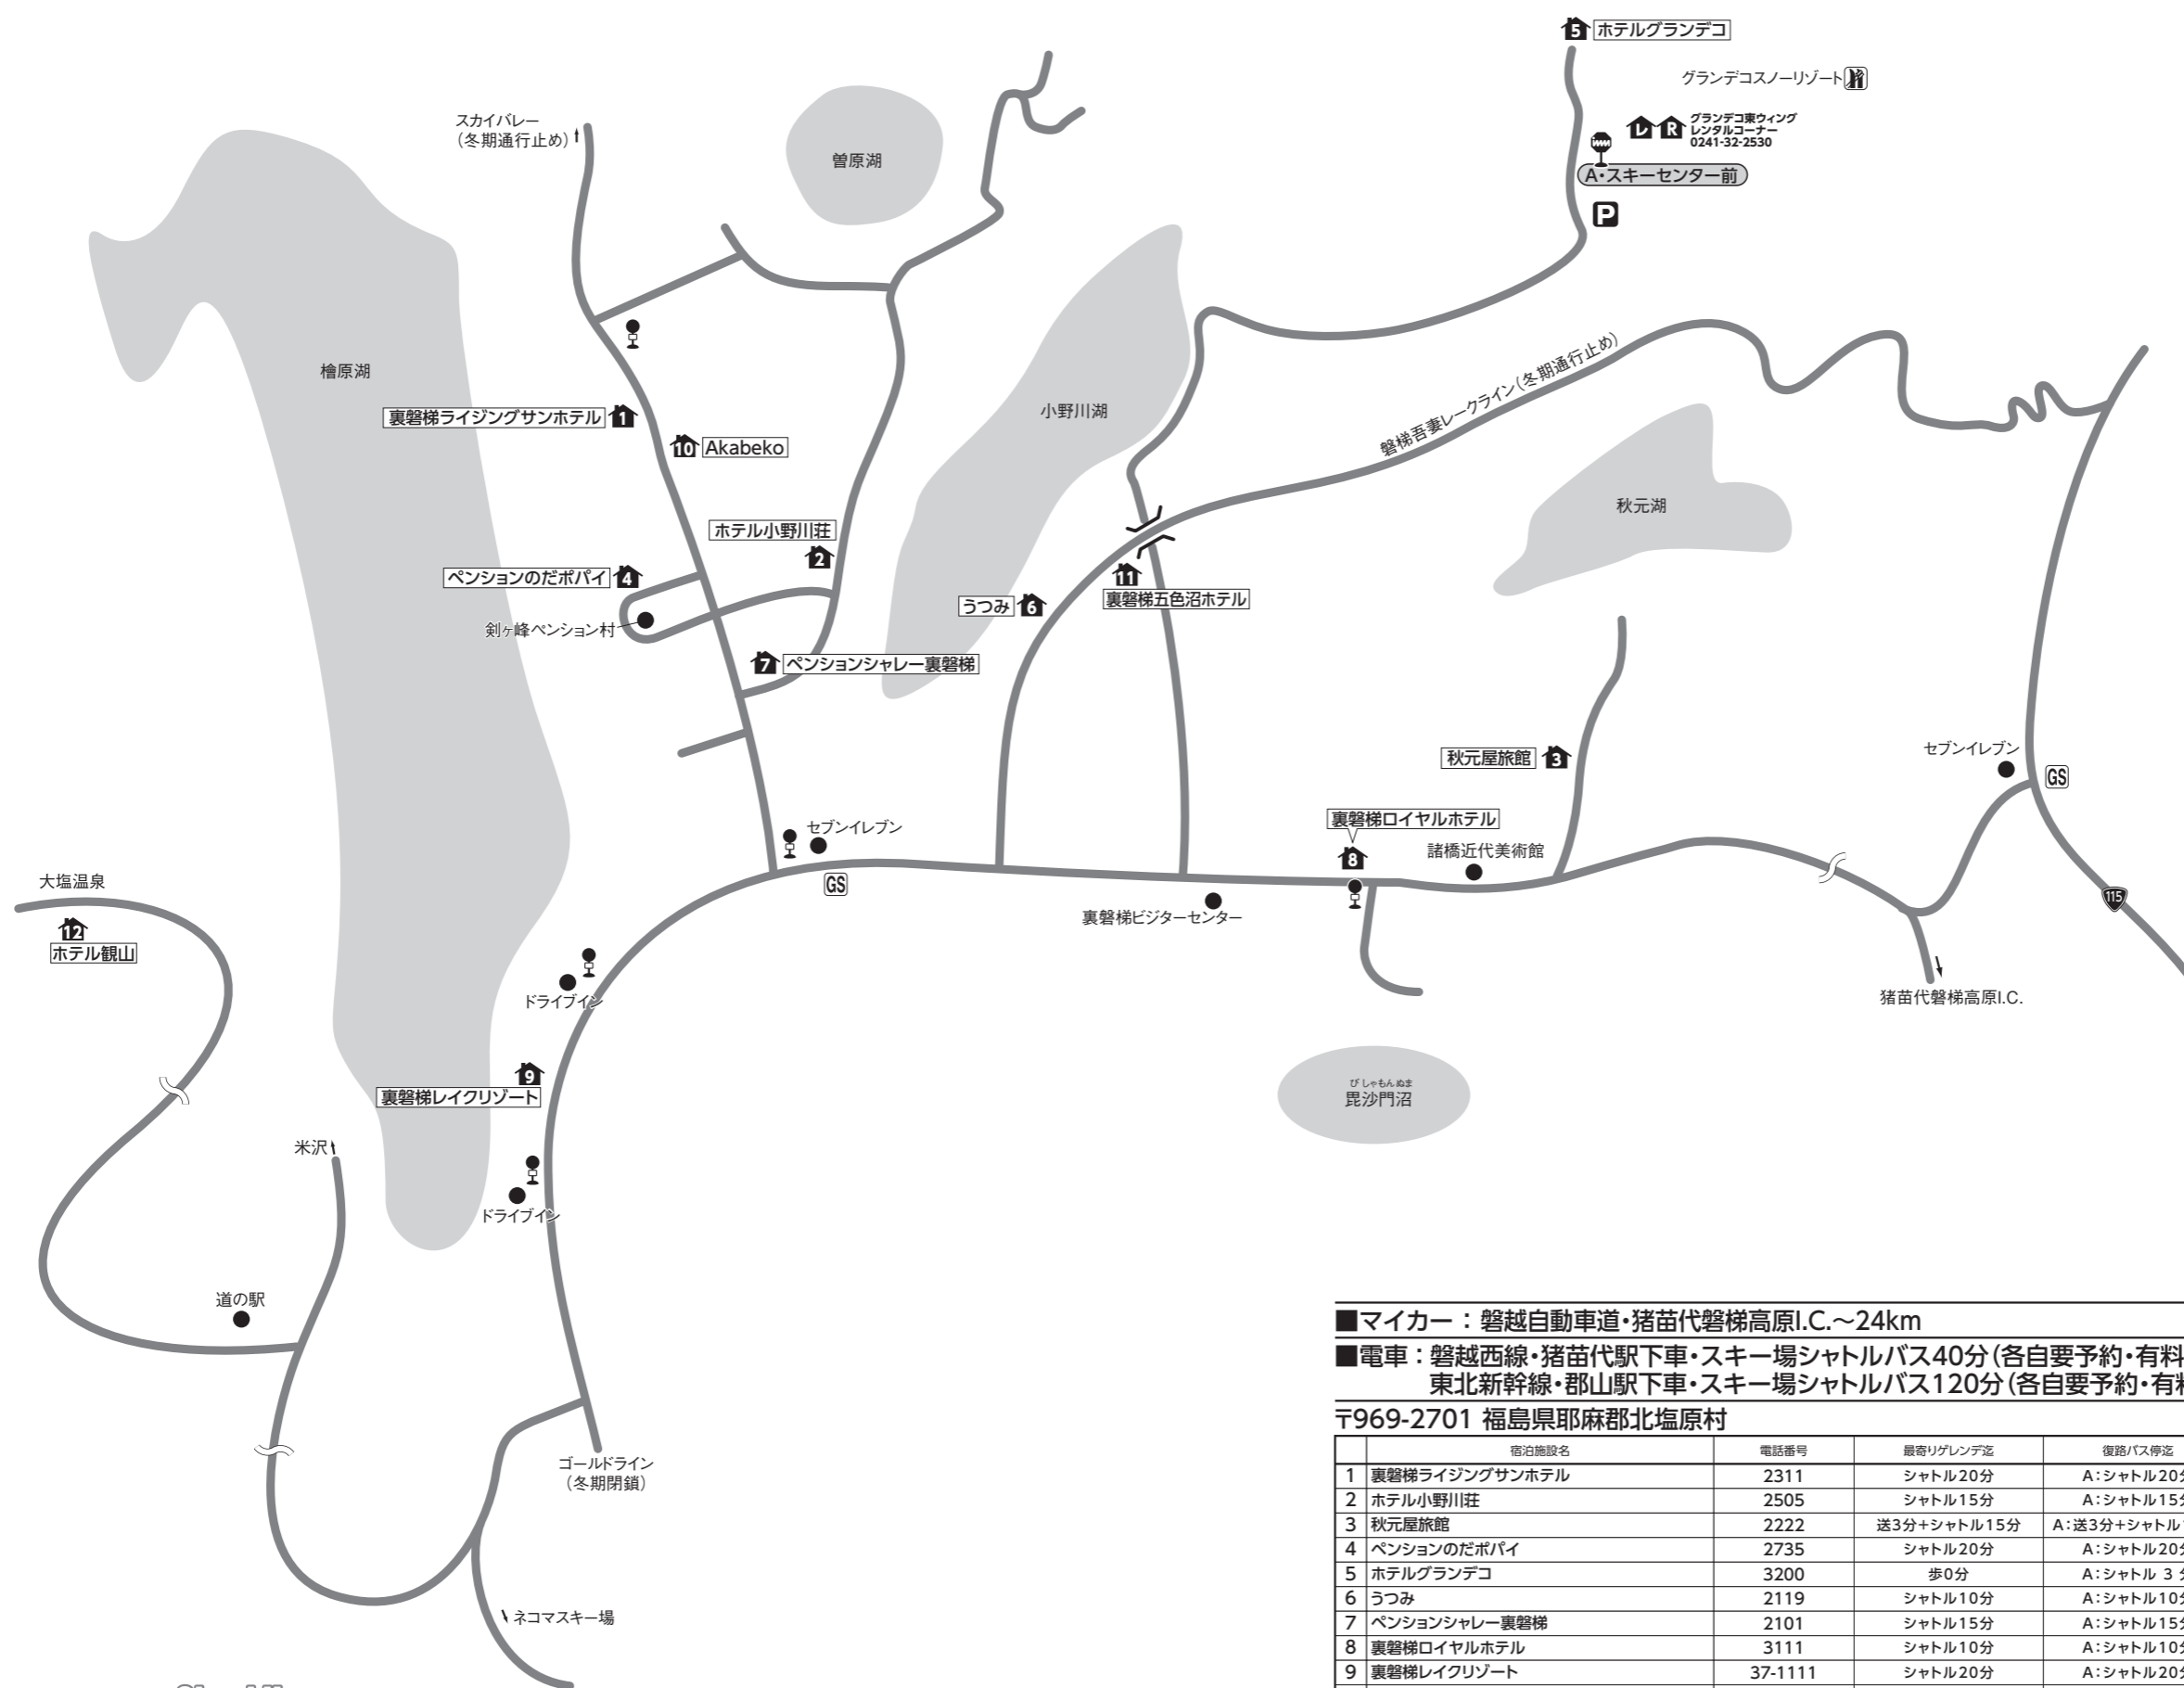 5 ホテルグランデコ
グランデコスノーリゾート
レ R グランデコ東ウィング
レンタルコーナー
0241-32-2530
A・スキーセンター前
P
スカイバレー
（冬期通行止め）
曽原湖
檜原湖
小野川湖
磐梯吾妻レークライン（冬期通行止め）
秋元湖
裏磐梯ライジングサンホテル 1
10 Akabeko
ホテル小野川荘
2
ペンションのだポパイ 4
剣ヶ峰ペンション村
うつみ 6
11
裏磐梯五色沼ホテル
7 ペンションシャレー裏磐梯
秋元屋旅館 3
セブンイレブン
GS
裏磐梯ロイヤルホテル
8
諸橋近代美術館
セブンイレブン
GS
裏磐梯ビジターセンター
115
猪苗代磐梯高原I.C.
大塩温泉
12
ホテル観山
ドライブイン
9
裏磐梯レイクリゾート
びしゃもんぬま
毘沙門沼
米沢
ドライブイン
道の駅
ゴールドライン
（冬期閉鎖）
ネコマスキー場
■マイカー：磐越自動車道・猪苗代磐梯高原I.C.～24km
■電車：磐越西線・猪苗代駅下車・スキー場シャトルバス40分（各自要予約・有料
東北新幹線・郡山駅下車・スキー場シャトルバス120分（各自要予約・有料
〒969-2701 福島県耶麻郡北塩原村
宿泊施設名 電話番号 最寄りゲレンデ迄 復路バス停迄
1 裏磐梯ライジングサンホテル 2311 シャトル20分 A：シャトル20分
2 ホテル小野川荘 2505 シャトル15分 A：シャトル15分
3 秋元屋旅館 2222 送3分＋シャトル15分 A：送3分＋シャトル
4 ペンションのだポパイ 2735 シャトル20分 A：シャトル20分
5 ホテルグランデコ 3200 歩0分 A：シャトル 3 分
6 うつみ 2119 シャトル10分 A：シャトル10分
7 ペンションシャレー裏磐梯 2101 シャトル15分 A：シャトル15分
8 裏磐梯ロイヤルホテル 3111 シャトル10分 A：シャトル10分
9 裏磐梯レイクリゾート 37-1111 シャトル20分 A：シャトル20分